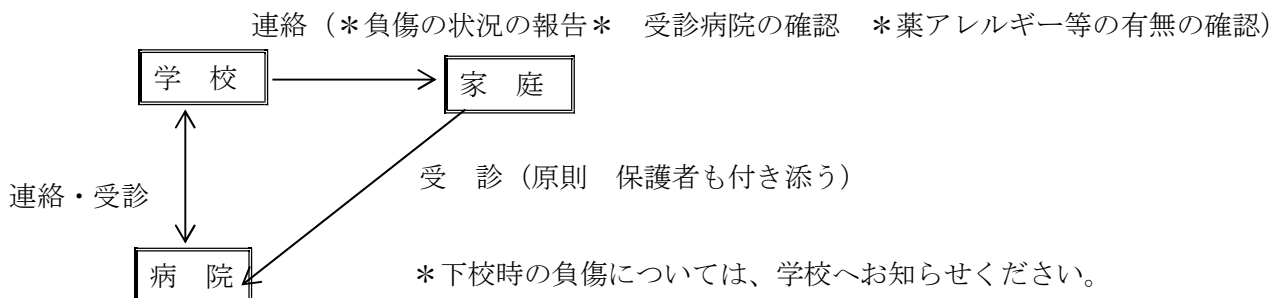 連絡（＊負傷の状況の報告＊　受診病院の確認　＊薬アレルギー等の有無の確認）
学　校
家　庭
受　診（原則　保護者も付き添う）
連絡・受診
病　院
＊下校時の負傷については、学校へお知らせください。